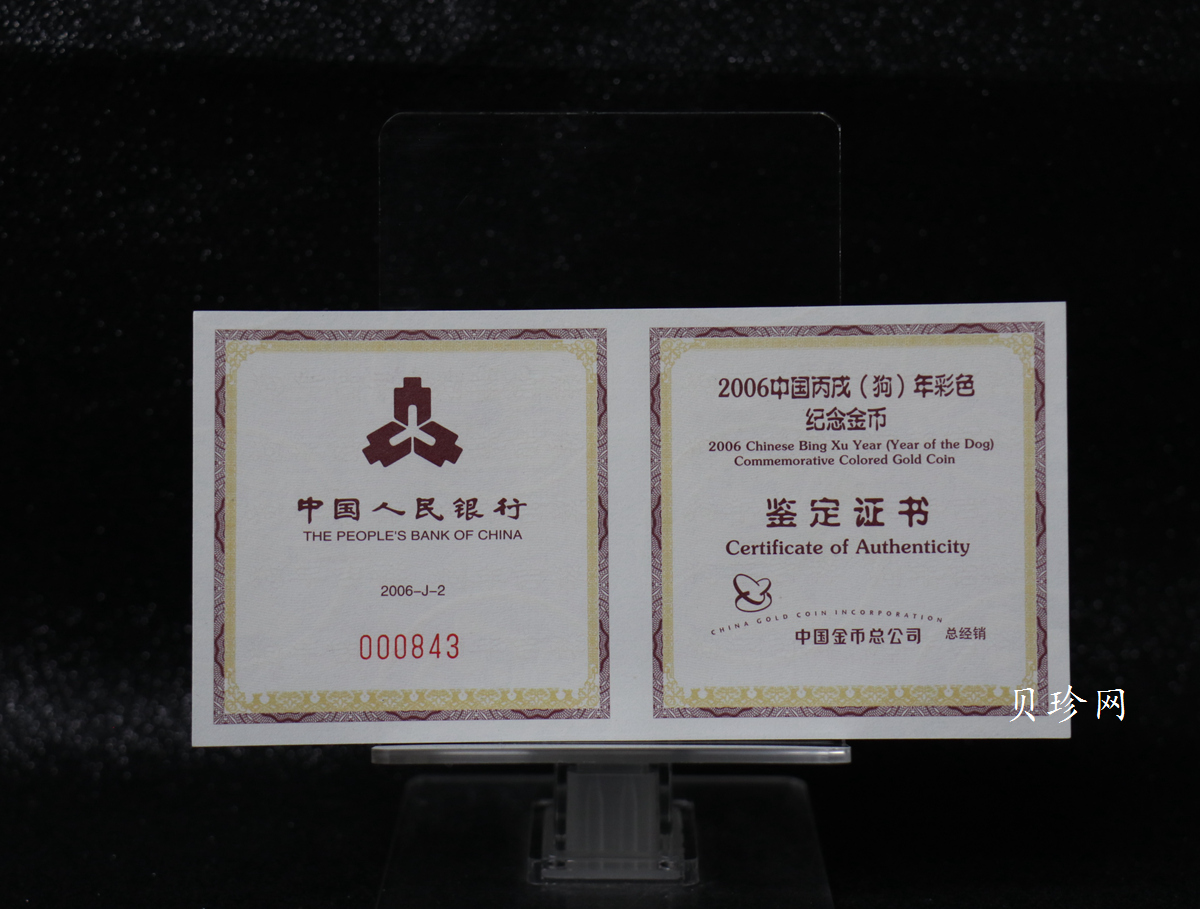 中国人民银行
THE PEOPLE'S BANK OF CHINA
2006-J-2
000843
2006中国丙戌（狗）年彩色
纪念金币
2006 Chinese Bing Xu Year (Year of the Dog)
Commemorative Colored Gold Coin
鉴定证书
Certificate of Authenticity
CHINA GOLD COIN INCORPORATION
中国金币总公司 总经销
贝珍网